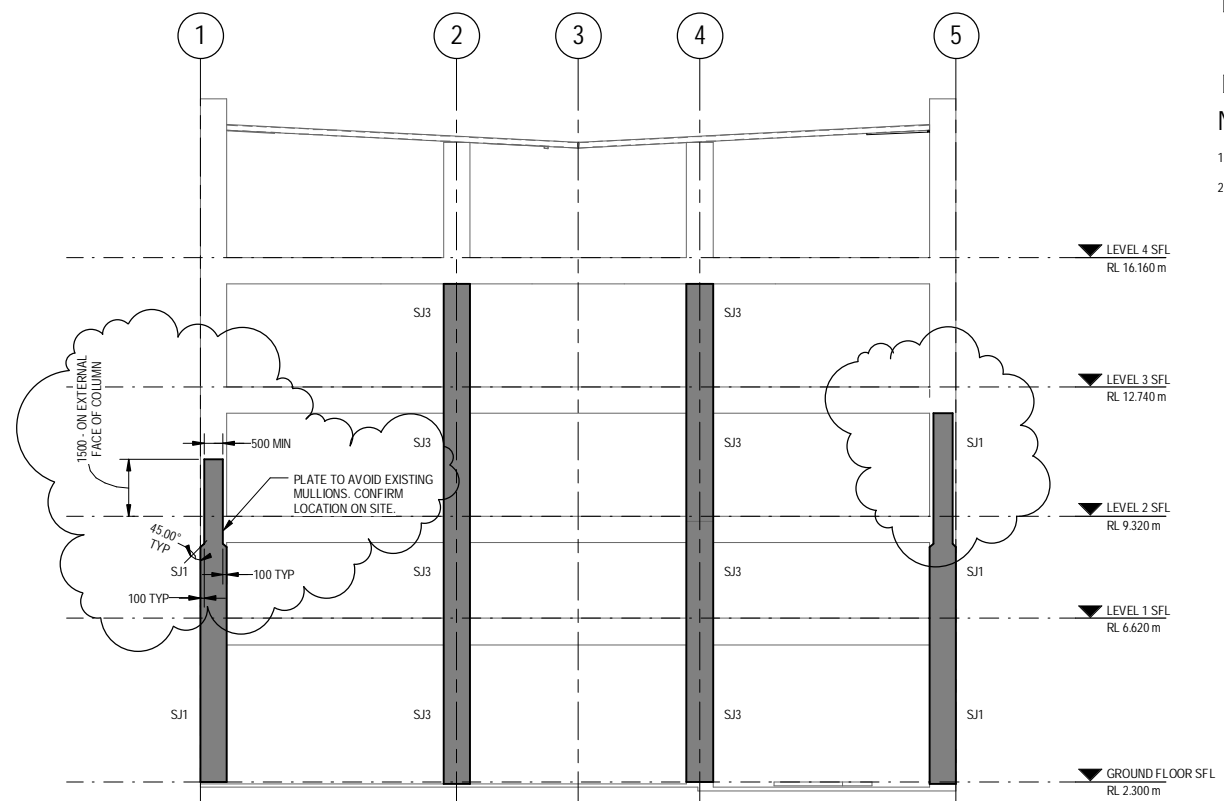 1
2
3
4
5
1
2
LEVEL 4 SFL
RL 16.160 m
SJ3
SJ3
1500 - ON EXTERNAL
FACE OF COLUMN
LEVEL 3 SFL
RL 12.740 m
500 MIN
SJ3
SJ3
SJ1
PLATE TO AVOID EXISTING
MULLIONS. CONFIRM
LOCATION ON SITE.
LEVEL 2 SFL
RL 9.320 m
45.00°
TYP
SJ1
100 TYP
SJ3
SJ3
SJ1
100 TYP
LEVEL 1 SFL
RL 6.620 m
SJ1
SJ3
SJ3
SJ1
GROUND FLOOR SFL
RL 2.300 m